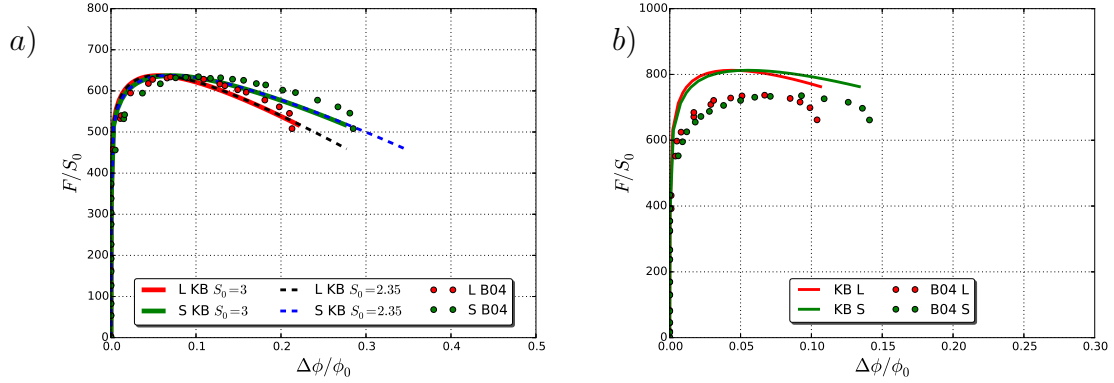 a)
800
700
600
500
400
300
200
100
0
F/S₀
0.0 0.1 0.2 0.3 0.4 0.5
Δϕ/ϕ₀
L KB S₀=3 L KB S₀=2.35 L B04
S KB S₀=3 S KB S₀=2.35 S B04
b)
1000
800
600
400
200
0
F/S₀
0.00 0.05 0.10 0.15 0.20 0.25 0.30
Δϕ/ϕ₀
KB L B04 L
KB S B04 S